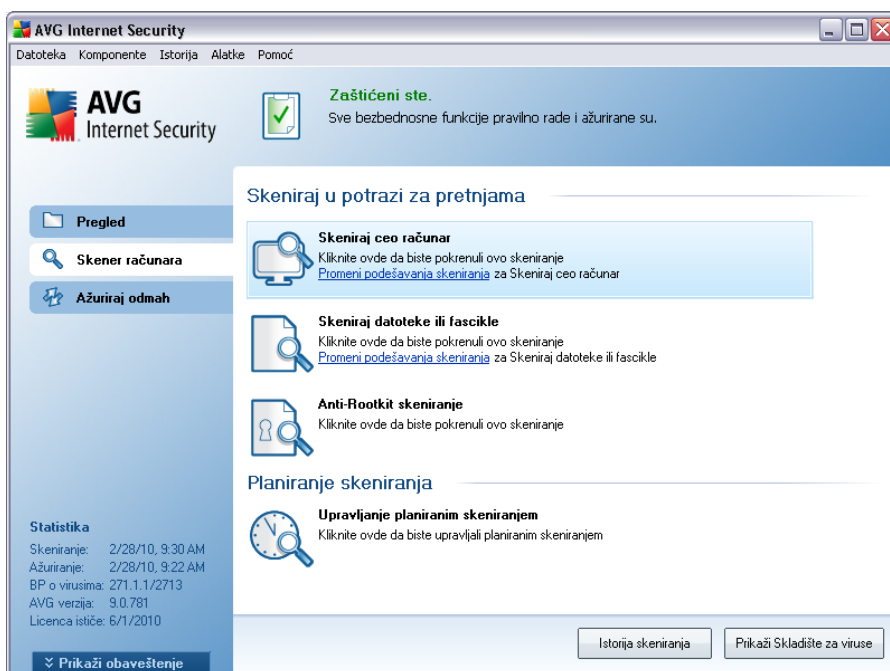 AVG Internet Security
Datoteka Komponente Istorija Alatke Pomoć
AVG
Internet Security
Zaštićeni ste.
Sve bezbednosne funkcije pravilno rade i ažurirane su.
Pregled
Skener računara
Ažuriraj odmah
Skeniraj u potrazi za pretnjama
Skeniraj ceo računar
Kliknite ovde da biste pokrenuli ovo skeniranje
Promeni podešavanja skeniranja za Skeniraj ceo računar
Skeniraj datoteke ili fascikle
Kliknite ovde da biste pokrenuli ovo skeniranje
Promeni podešavanja skeniranja za Skeniraj datoteke ili fascikle
Anti-Rootkit skeniranje
Kliknite ovde da biste pokrenuli ovo skeniranje
Planiranje skeniranja
Upravljanje planiranim skeniranjem
Kliknite ovde da biste upravljali planiranim skeniranjem
Statistika
Skeniranje: 2/28/10, 9:30 AM
Ažuriranje: 2/28/10, 9:22 AM
BP o virusima: 271.1.1/2713
AVG verzija: 9.0.781
Licenca ističe: 6/1/2010
Prikaži obaveštenje
Istorija skeniranja
Prikaži Skladište za viruse